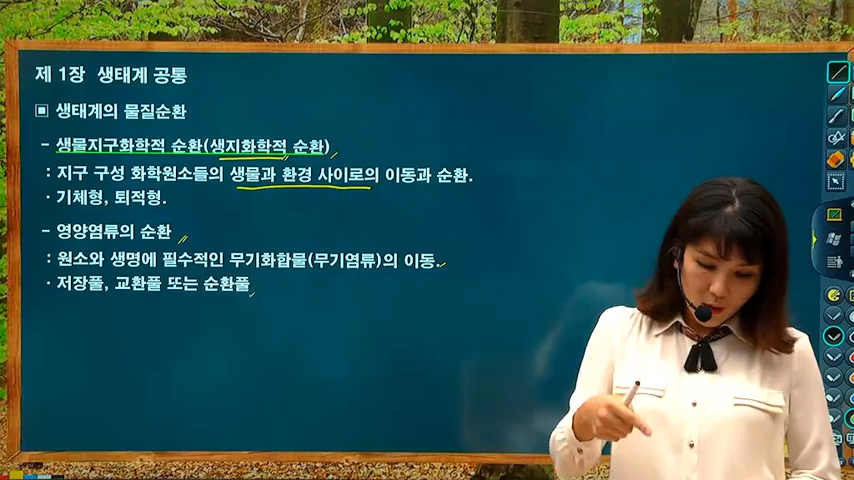 제 1장 생태계 공통
▣ 생태계의 물질순환
- 생물지구화학적 순환(생지화학적 순환)
: 지구 구성 화학원소들의 생물과 환경 사이로의 이동과 순환.
· 기체형, 퇴적형.
- 영양염류의 순환
: 원소와 생명에 필수적인 무기화합물(무기염류)의 이동.
· 저장풀, 교환풀 또는 순환풀